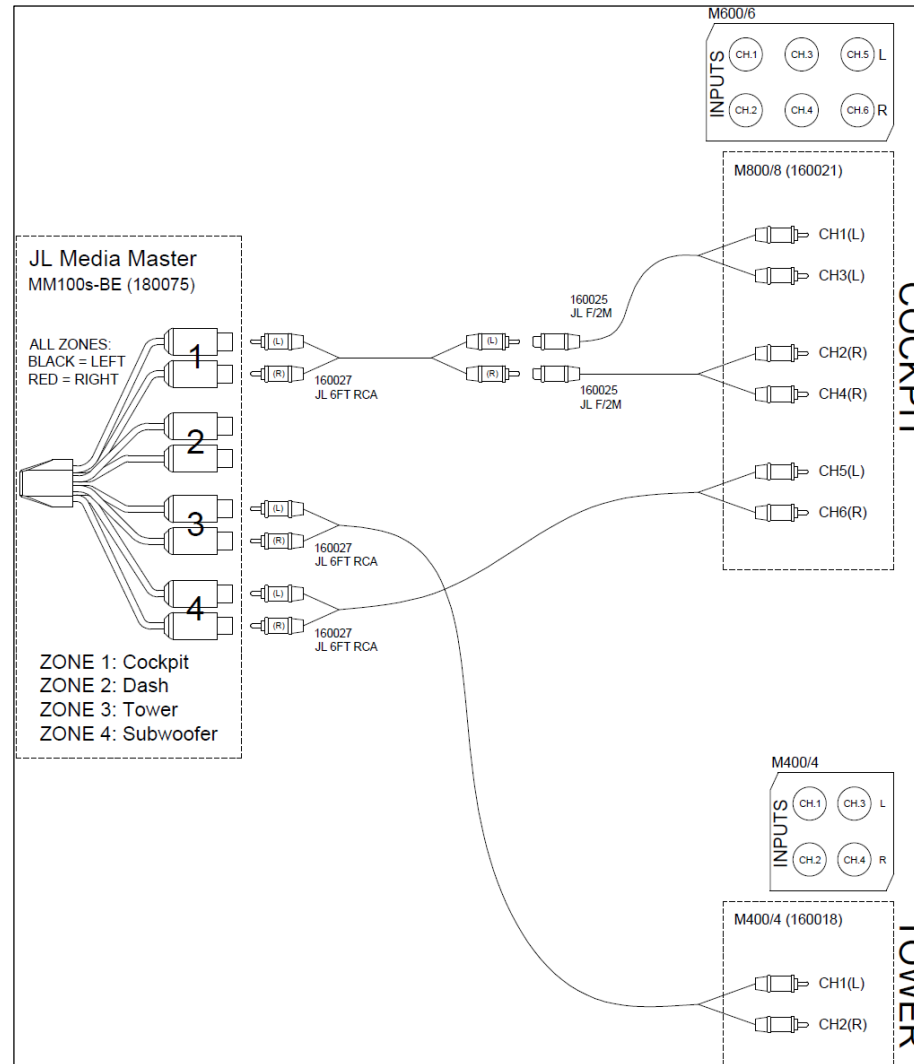 M600/6
INPUTS
CH.1 CH.3 CH.5 L
CH.2 CH.4 CH.6 R
M800/8 (160021)
CH1(L)
CH3(L)
CH2(R)
CH4(R)
CH5(L)
CH6(R)
COCKPIT
JL Media Master
MM100s-BE (180075)
ALL ZONES:
BLACK = LEFT
RED = RIGHT
1
2
3
4
ZONE 1: Cockpit
ZONE 2: Dash
ZONE 3: Tower
ZONE 4: Subwoofer
(L)
(R)
160027
JL 6FT RCA
(L)
(R)
160025
JL F/2M
160025
JL F/2M
(L)
(R)
160027
JL 6FT RCA
(L)
(R)
160027
JL 6FT RCA
M400/4
INPUTS
CH.1 CH.3 L
CH.2 CH.4 R
M400/4 (160018)
CH1(L)
CH2(R)
TOWER